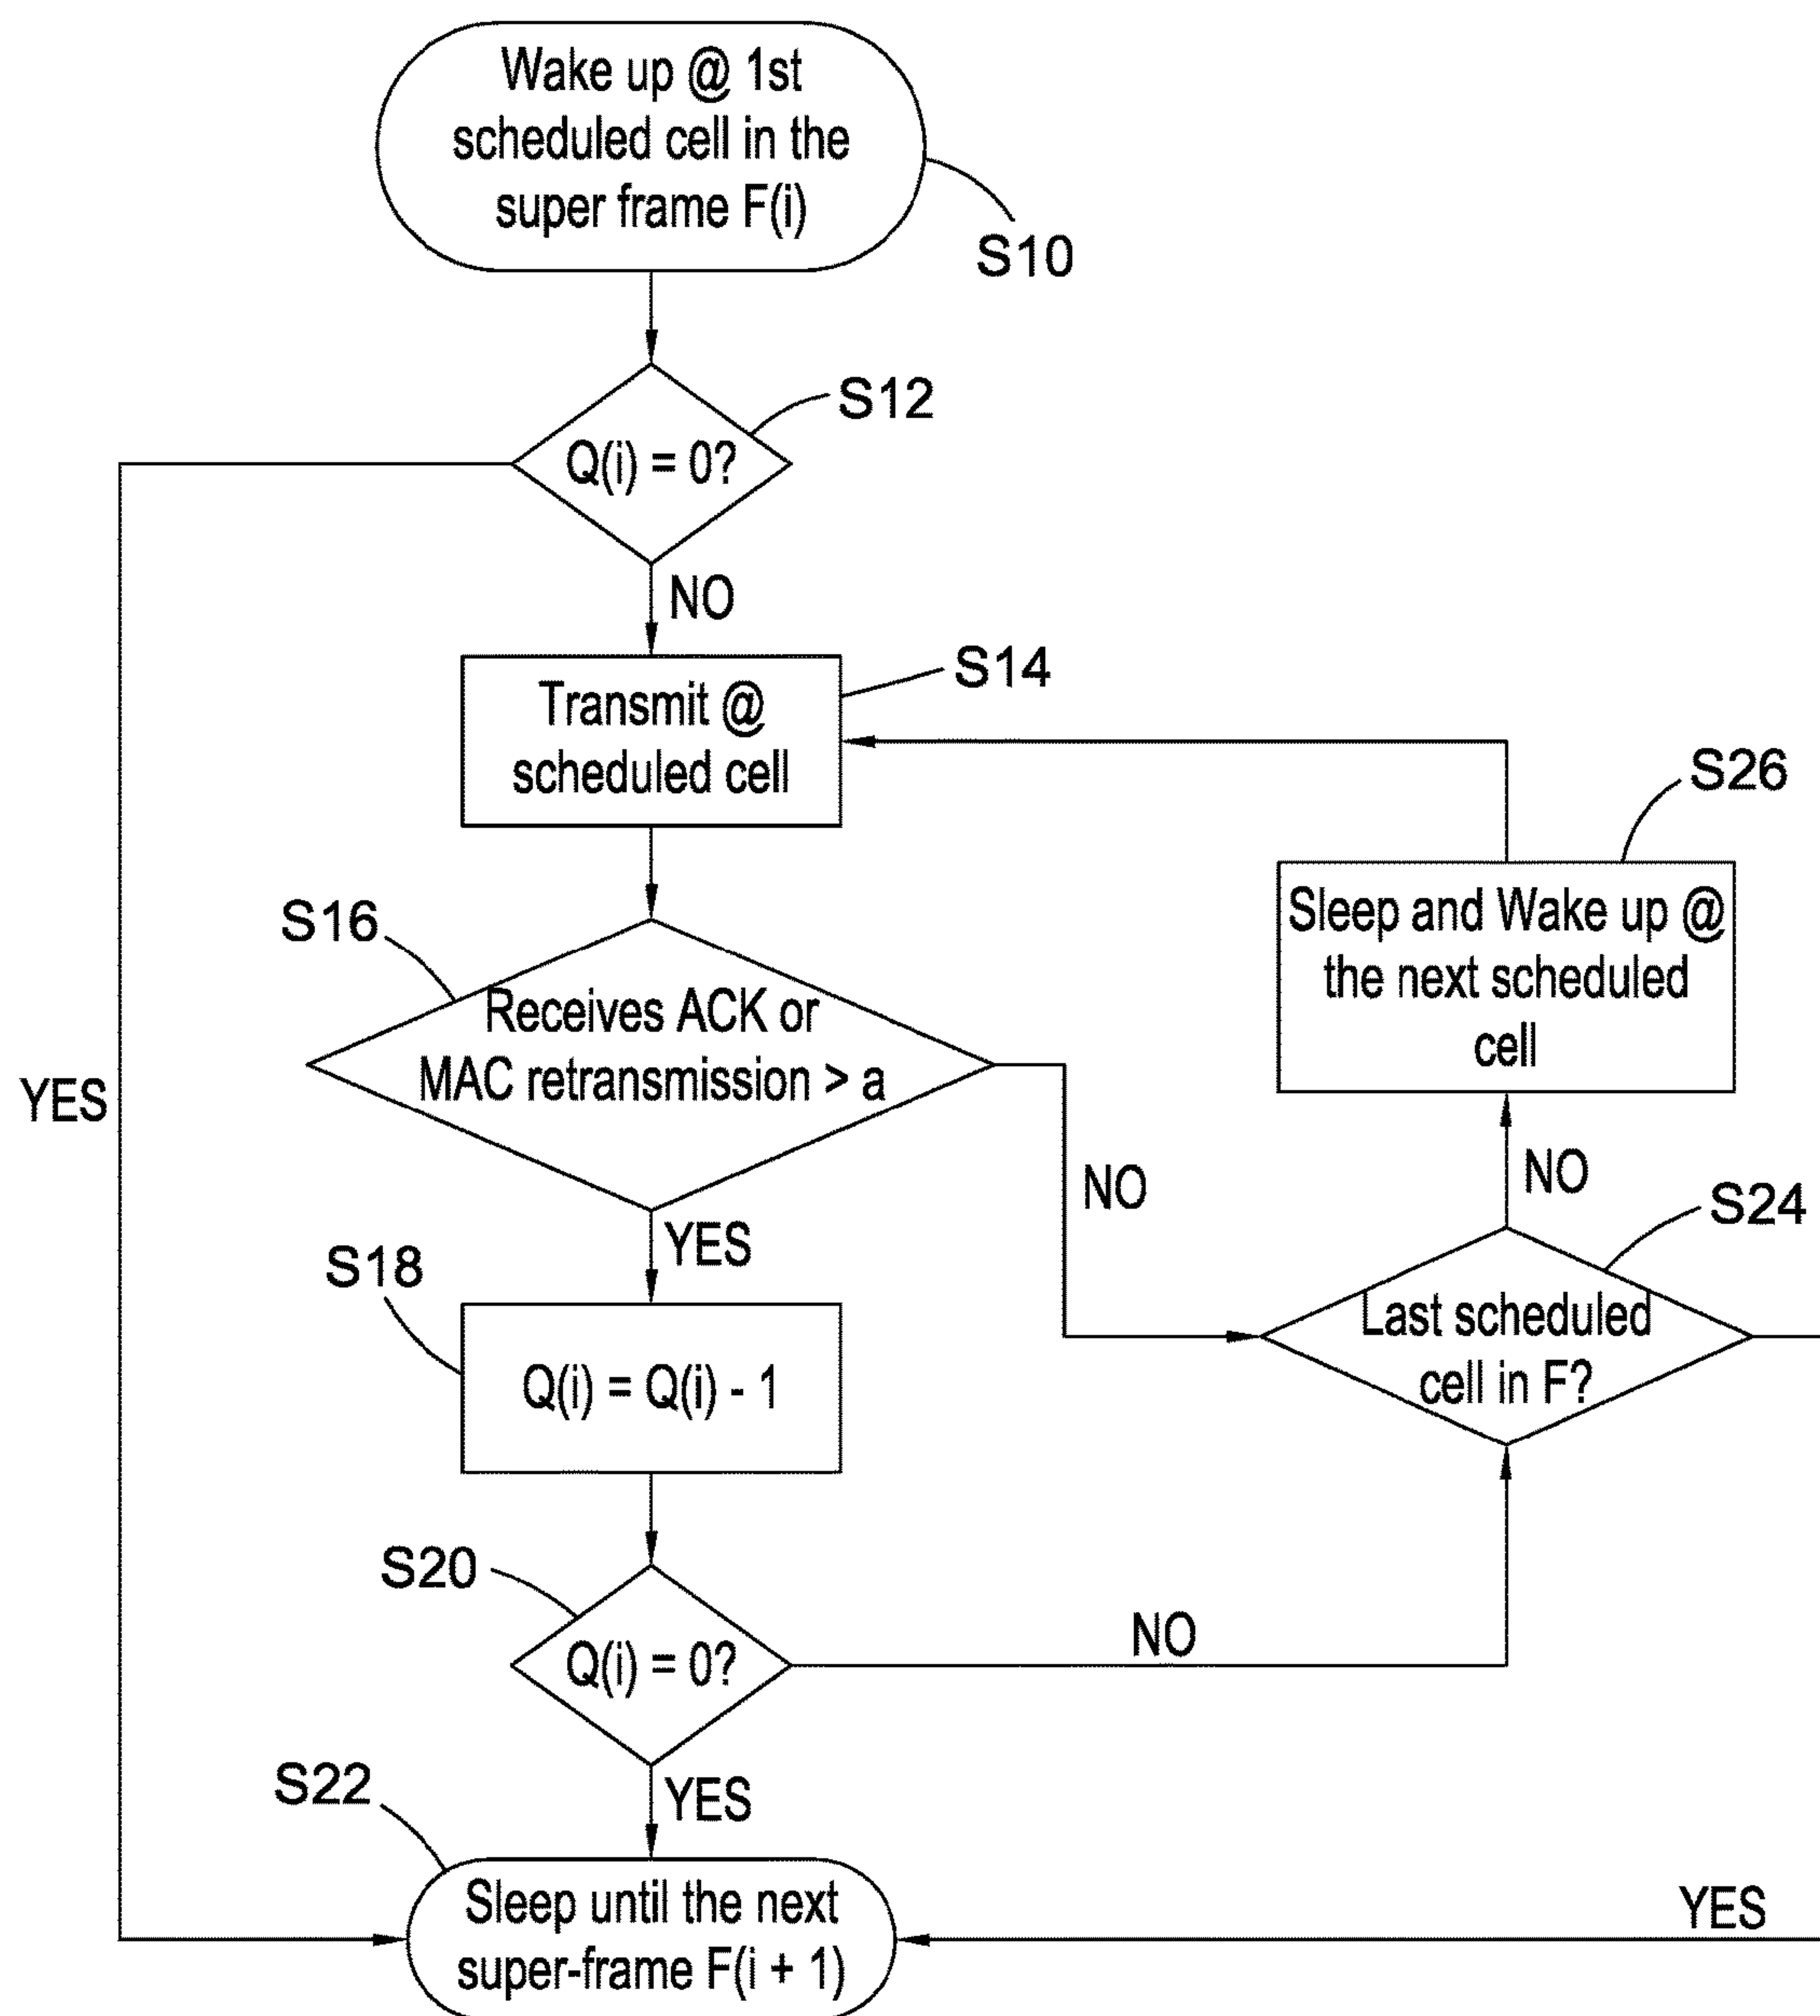 Wake up @ 1st
scheduled cell in the
super frame F(i)
S10
S12
Q(i) = 0?
NO
S14
Transmit @
scheduled cell
S26
Sleep and Wake up @
the next scheduled
cell
S16
Receives ACK or
MAC retransmission > a
YES
NO
NO
S24
YES
S18
Last scheduled
cell in F?
Q(i) = Q(i) - 1
S20
NO
Q(i) = 0?
S22
YES
YES
Sleep until the next
super-frame F(i + 1)